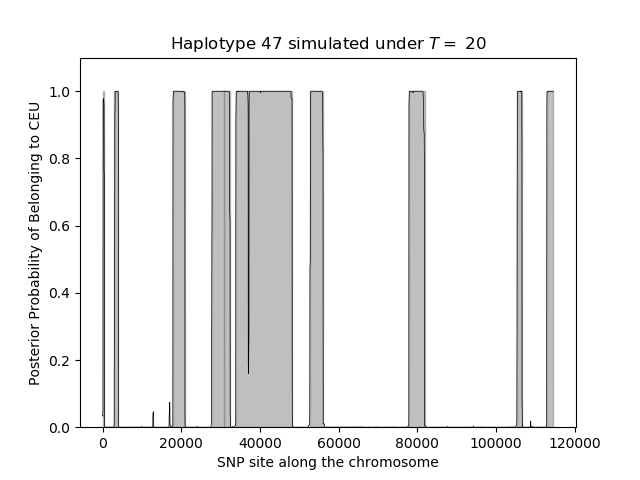 Haplotype 47 simulated under T = 20
Posterior Probability of Belonging to CEU
1.0
0.8
0.6
0.4
0.2
0.0
0 20000 40000 60000 80000 100000 120000
SNP site along the chromosome